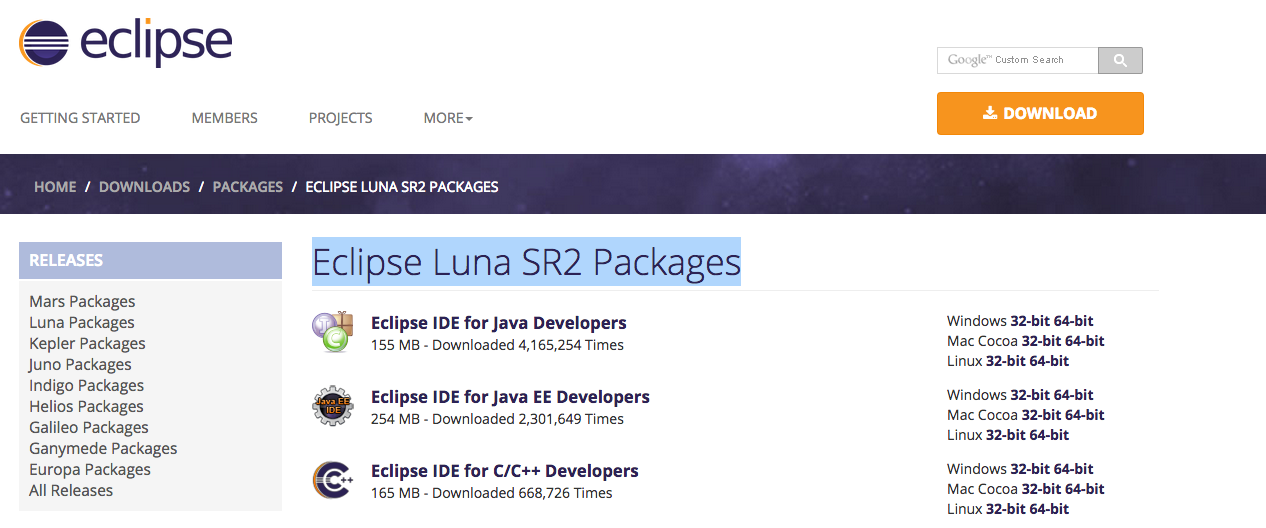 eclipse
Google™ Custom Search
DOWNLOAD
GETTING STARTED MEMBERS PROJECTS MORE
HOME / DOWNLOADS / PACKAGES / ECLIPSE LUNA SR2 PACKAGES
RELEASES
Mars Packages
Luna Packages
Kepler Packages
Juno Packages
Indigo Packages
Helios Packages
Galileo Packages
Ganymede Packages
Europa Packages
All Releases
Eclipse Luna SR2 Packages
J
C
Eclipse IDE for Java Developers
155 MB - Downloaded 4,165,254 Times
Windows 32-bit 64-bit
Mac Cocoa 32-bit 64-bit
Linux 32-bit 64-bit
Java EE
IDE
Eclipse IDE for Java EE Developers
254 MB - Downloaded 2,301,649 Times
Windows 32-bit 64-bit
Mac Cocoa 32-bit 64-bit
Linux 32-bit 64-bit
C++
Eclipse IDE for C/C++ Developers
165 MB - Downloaded 668,726 Times
Windows 32-bit 64-bit
Mac Cocoa 32-bit 64-bit
Linux 32-bit 64-bit